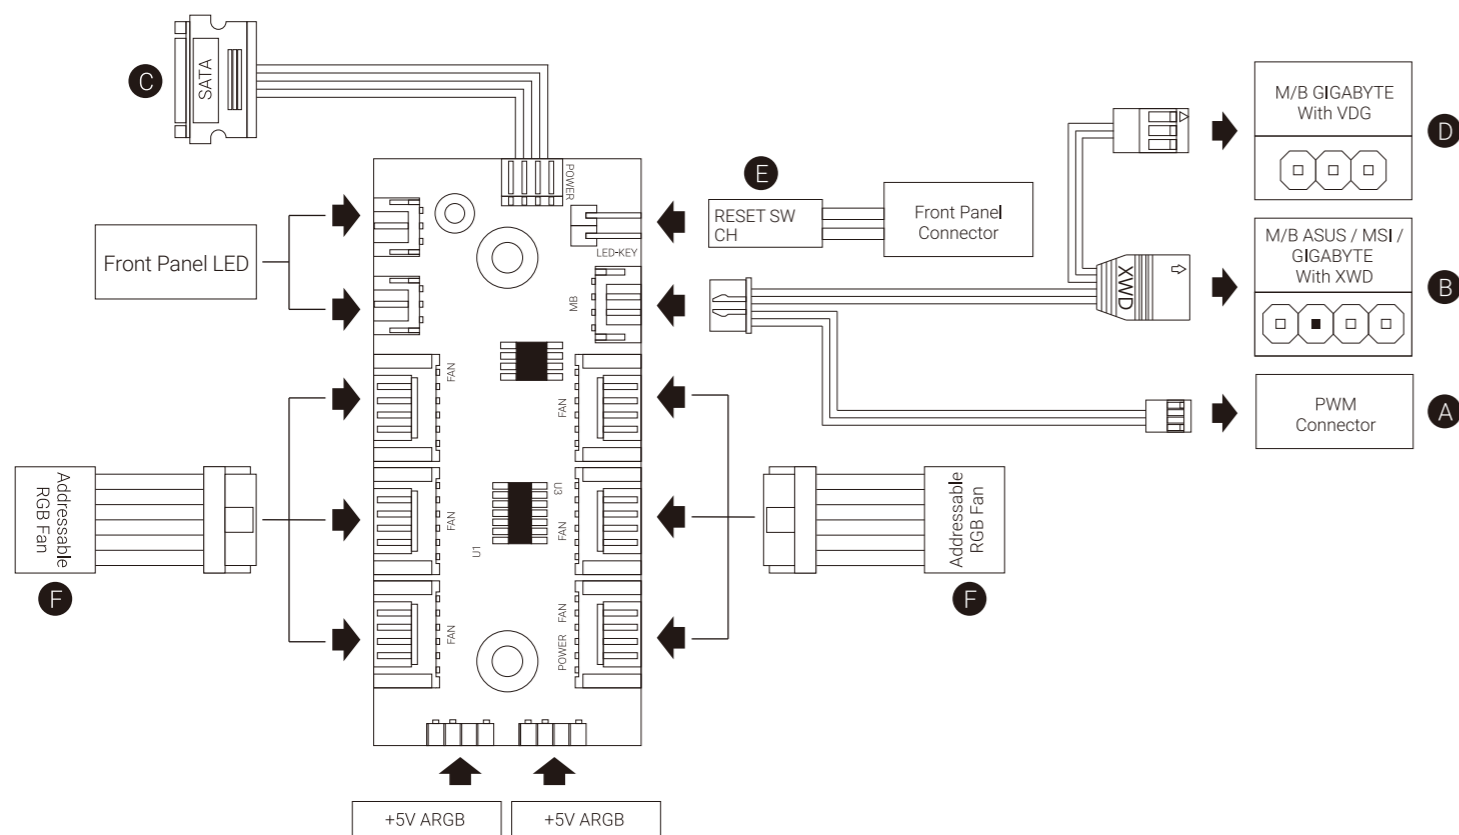 C
SATA
POWER
LED-KEY
MB
Front Panel LED
E
RESET SW
CH
Front Panel
Connector
M/B GIGABYTE
With VDG
D
XWD
M/B ASUS / MSI /
GIGABYTE
With XWD
B
PWM
Connector
A
FAN
FAN
FAN
U3
FAN
U1
FAN
FAN
POWER
Addressable
RGB Fan
F
Addressable
RGB Fan
F
+5V ARGB
+5V ARGB